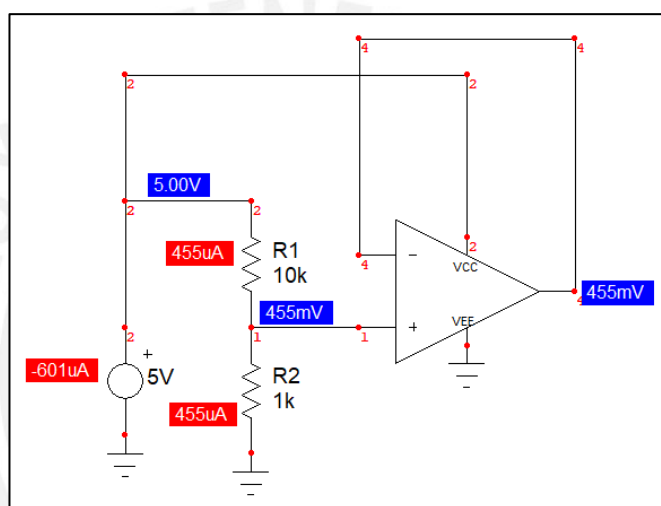 4 4
2 2
5.00V
2 2
455uA R1
10k
4 −
2
VCC
455mV
1 1 +
VEE
4 455mV
2
-601uA + 5V
455uA R2
1k